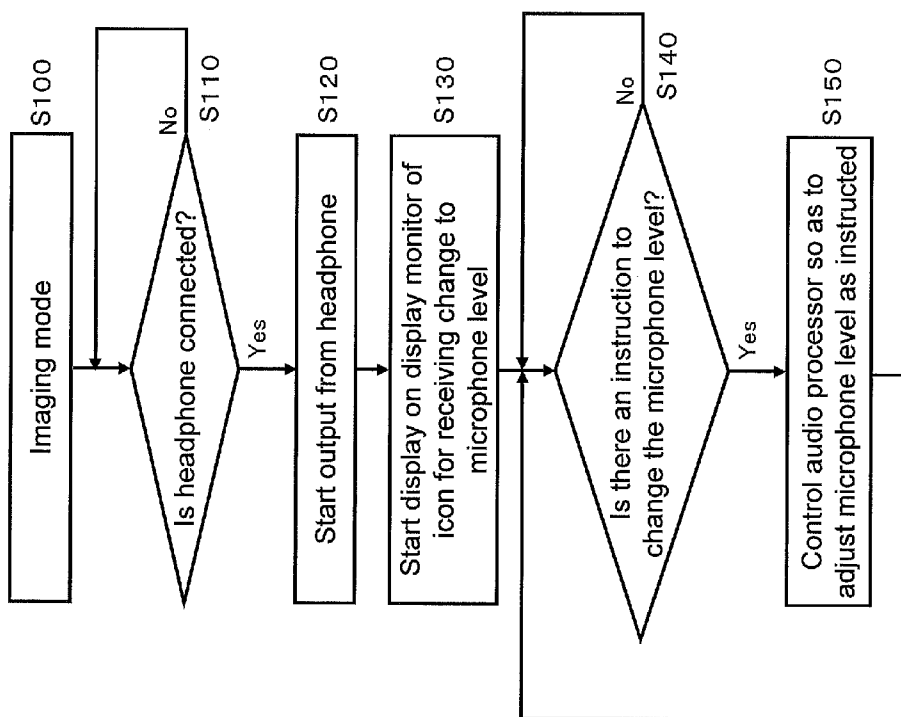 Imaging mode
S100
Is headphone connected?
No
S110
Yes
Start output from headphone
S120
Start display on display monitor of
icon for receiving change to
microphone level
S130
Is there an instruction to
change the microphone level?
No
S140
Yes
Control audio processor so as to
adjust microphone level as instructed
S150